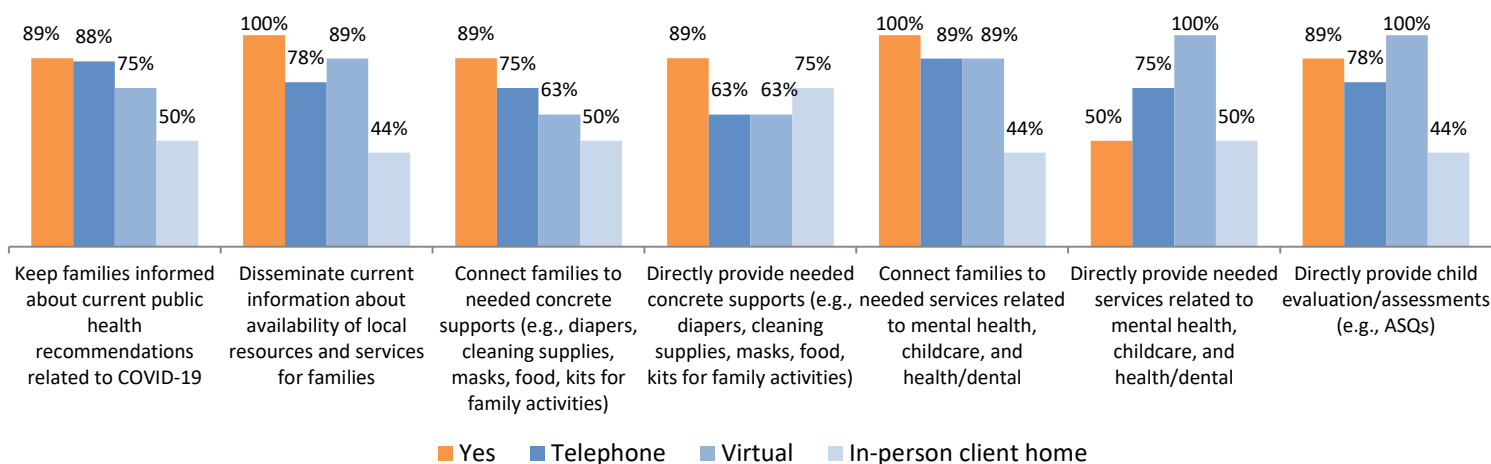 89%
88%
75%
50%
100%
78%
89%
44%
89%
75%
63%
50%
89%
63%
63%
75%
100%
89%
89%
44%
50%
75%
100%
50%
89%
78%
100%
44%
Keep families informed
about current public
health
recommendations
related to COVID-19
Disseminate current
information about
availability of local
resources and services
for families
Connect families to
needed concrete
supports (e.g., diapers,
cleaning supplies,
masks, food, kits for
family activities)
Directly provide needed
concrete supports (e.g.,
diapers, cleaning
supplies, masks, food,
kits for family activities)
Connect families to
needed services related
to mental health,
childcare, and
health/dental
Directly provide needed
services related to
mental health,
childcare, and
health/dental
Directly provide child
evaluation/assessments
(e.g., ASQs)
Yes
Telephone
Virtual
In-person client home